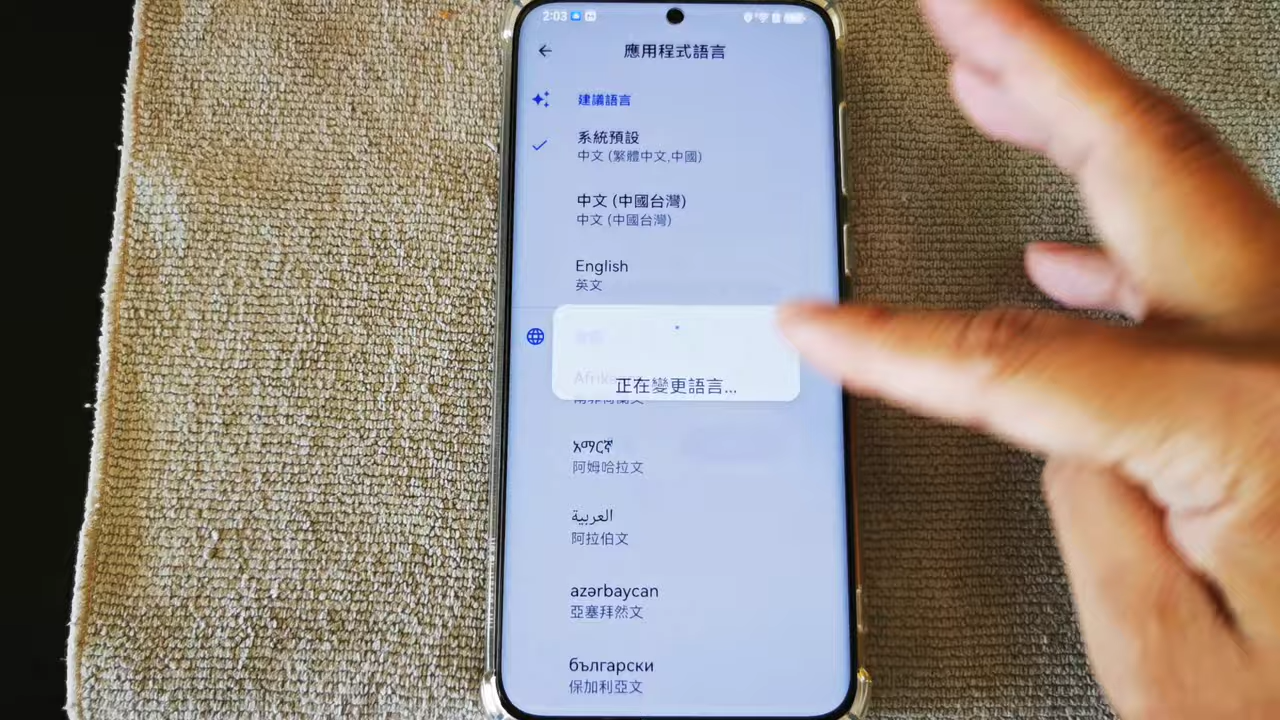 2:03
應用程式語言
建議語言
系統預設
中文 (繁體中文,中國)
中文 (中國台灣)
中文 (中國台灣)
English
英文
正在變更語言...
አማርኛ
阿姆哈拉文
العربية
阿拉伯文
azərbaycan
亞塞拜然文
български
保加利亞文